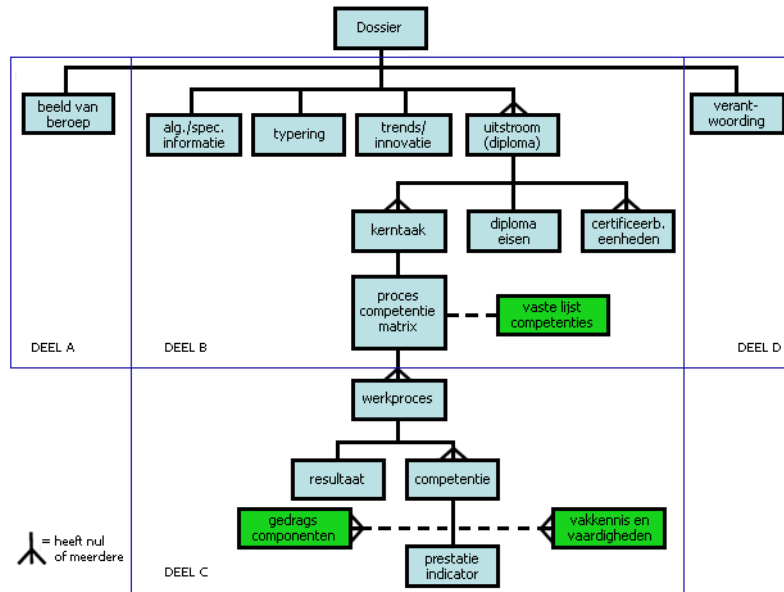 Dossier
beeld van
beroep
alg./spec.
informatie
typering
trends/
innovatie
uitstroom
(diploma)
verant-
woording
kerntaak
diploma
eisen
certificeerb.
eenheden
proces
competentie
matrix
vaste lijst
competenties
DEEL A
DEEL B
DEEL D
werkproces
resultaat
competentie
gedrags
componenten
vakkennis en
vaardigheden
= heeft nul
of meerdere
prestatie
indicator
DEEL C